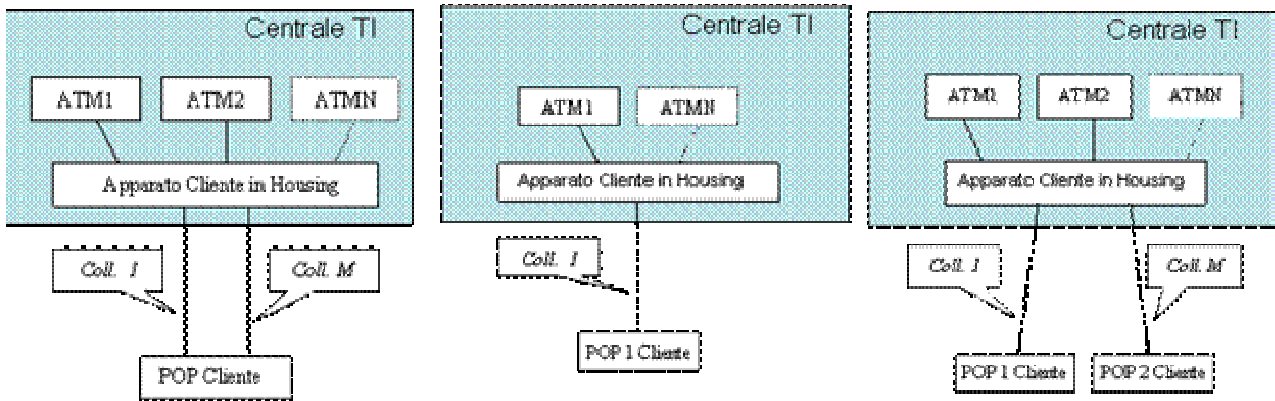 Centrale TI
ATM1 ATM2 ATMN
Apparato Cliente in Housing
Coll. 1 Coll. M
POP Cliente
Centrale TI
ATM1 ATMN
Apparato Cliente in Housing
Coll. 1
POP 1 Cliente
Centrale TI
ATM1 ATM2 ATMN
Apparato Cliente in Housing
Coll. 1 Coll. M
POP 1 Cliente POP 2 Cliente